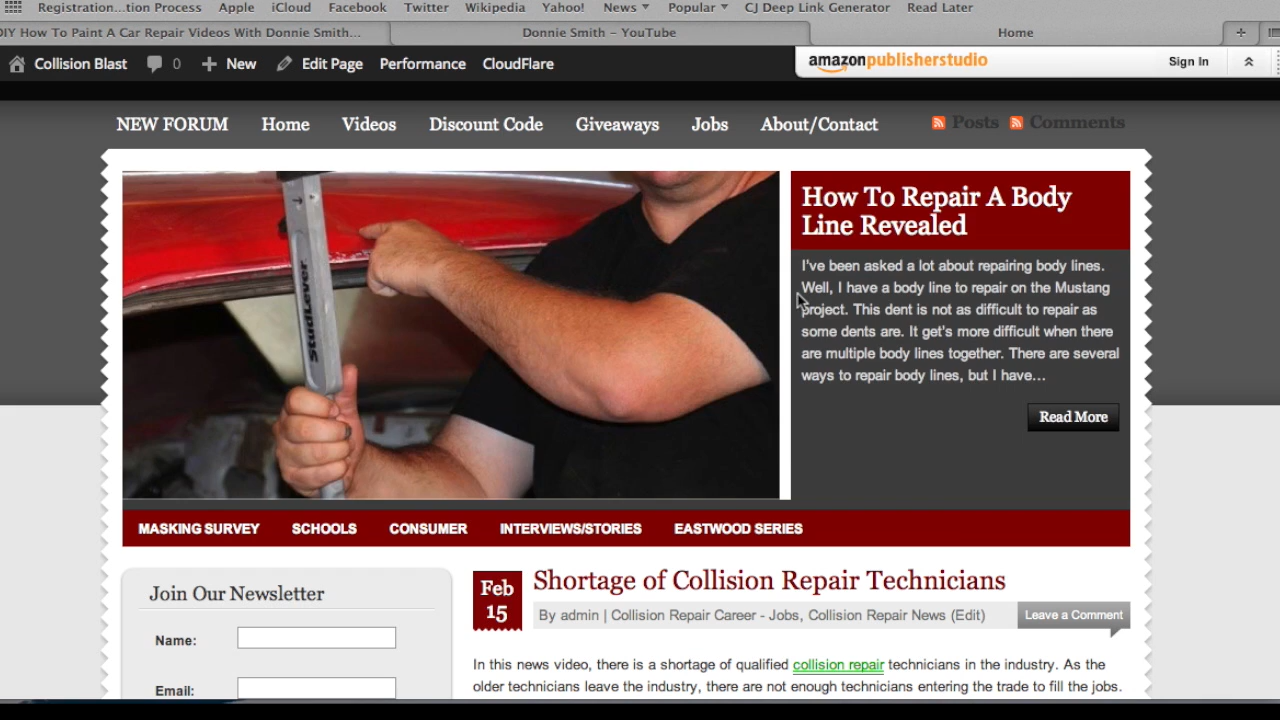 Registration...tion Process Apple iCloud Facebook Twitter Wikipedia Yahoo! News ▼ Popular ▼ CJ Deep Link Generator Read Later
DIY How To Paint A Car Repair Videos With Donnie Smith... Donnie Smith – YouTube Home +
Collision Blast 0 + New Edit Page Performance CloudFlare amazonpublisherstudio Sign In
NEW FORUM Home Videos Discount Code Giveaways Jobs About/Contact Posts Comments
StudLever
How To Repair A Body
Line Revealed
I've been asked a lot about repairing body lines.
Well, I have a body line to repair on the Mustang
project. This dent is not as difficult to repair as
some dents are. It get's more difficult when there
are multiple body lines together. There are several
ways to repair body lines, but I have...
Read More
MASKING SURVEY SCHOOLS CONSUMER INTERVIEWS/STORIES EASTWOOD SERIES
Join Our Newsletter
Name:
Email:
Feb
15
Shortage of Collision Repair Technicians
By admin | Collision Repair Career - Jobs, Collision Repair News (Edit) Leave a Comment
In this news video, there is a shortage of qualified collision repair technicians in the industry. As the
older technicians leave the industry, there are not enough technicians entering the trade to fill the jobs.